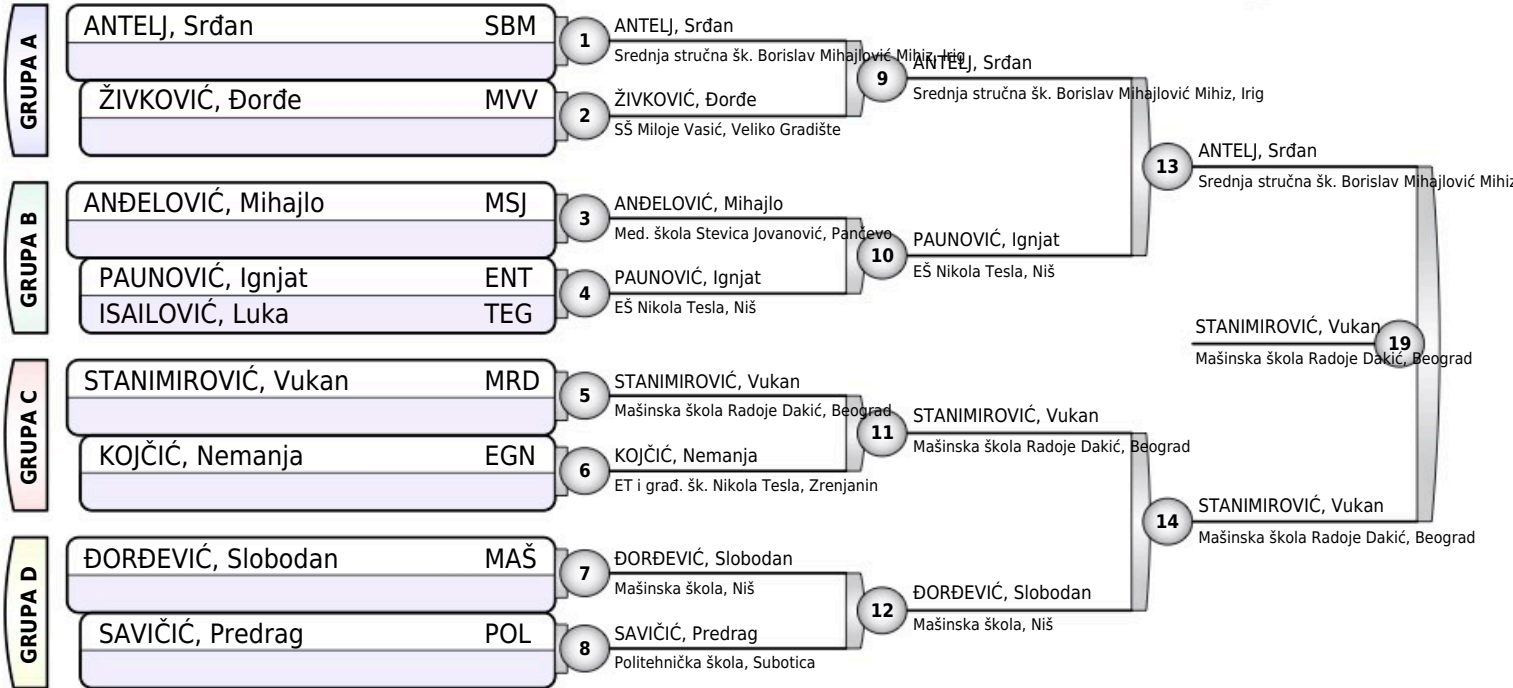 GRUPA A
ANTELJ, Srđan SBM
ŽIVKOVIĆ, Đorđe MVV
GRUPA B
ANĐELOVIĆ, Mihajlo MSJ
PAUNOVIĆ, Ignjat ENT
ISAILOVIĆ, Luka TEG
GRUPA C
STANIMIROVIĆ, Vukan MRD
KOJČIĆ, Nemanja EGN
GRUPA D
ĐORĐEVIĆ, Slobodan MAŠ
SAVIČIĆ, Predrag POL
1 ANTELJ, Srđan
Srednja stručna šk. Borislav Mihajlović Mihiz, Irig
2 ŽIVKOVIĆ, Đorđe
SŠ Miloje Vasić, Veliko Gradište
3 ANĐELOVIĆ, Mihajlo
Med. škola Stevica Jovanović, Pančevo
4 PAUNOVIĆ, Ignjat
EŠ Nikola Tesla, Niš
5 STANIMIROVIĆ, Vukan
Mašinska škola Radoje Dakić, Beograd
6 KOJČIĆ, Nemanja
ET i građ. šk. Nikola Tesla, Zrenjanin
7 ĐORĐEVIĆ, Slobodan
Mašinska škola, Niš
8 SAVIČIĆ, Predrag
Politehnička škola, Subotica
9 ANTELJ, Srđan
Srednja stručna šk. Borislav Mihajlović Mihiz, Irig
10 PAUNOVIĆ, Ignjat
EŠ Nikola Tesla, Niš
11 STANIMIROVIĆ, Vukan
Mašinska škola Radoje Dakić, Beograd
12 ĐORĐEVIĆ, Slobodan
Mašinska škola, Niš
13 ANTELJ, Srđan
Srednja stručna šk. Borislav Mihajlović Mihiz
14 STANIMIROVIĆ, Vukan
Mašinska škola Radoje Dakić, Beograd
STANIMIROVIĆ, Vukan 19
Mašinska škola Radoje Dakić, Beograd